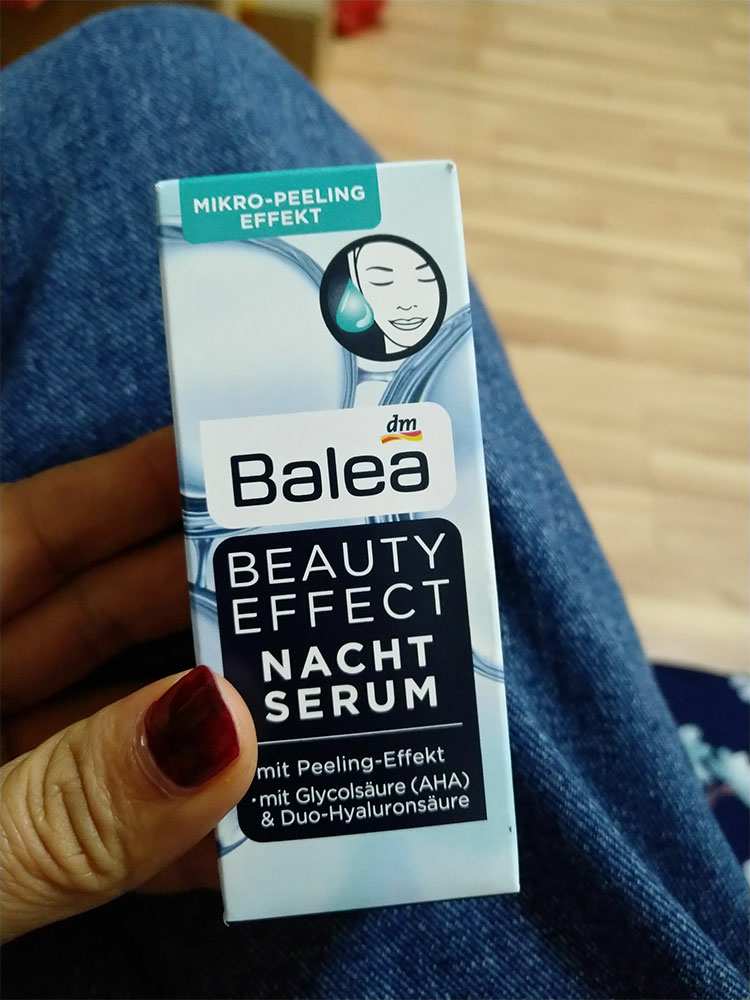 MIKRO-PEELING
EFFEKT
dm
Balea
BEAUTY
EFFECT
NACHT
SERUM
mit Peeling-Effekt
• mit Glycolsäure (AHA)
& Duo-Hyaluronsäure